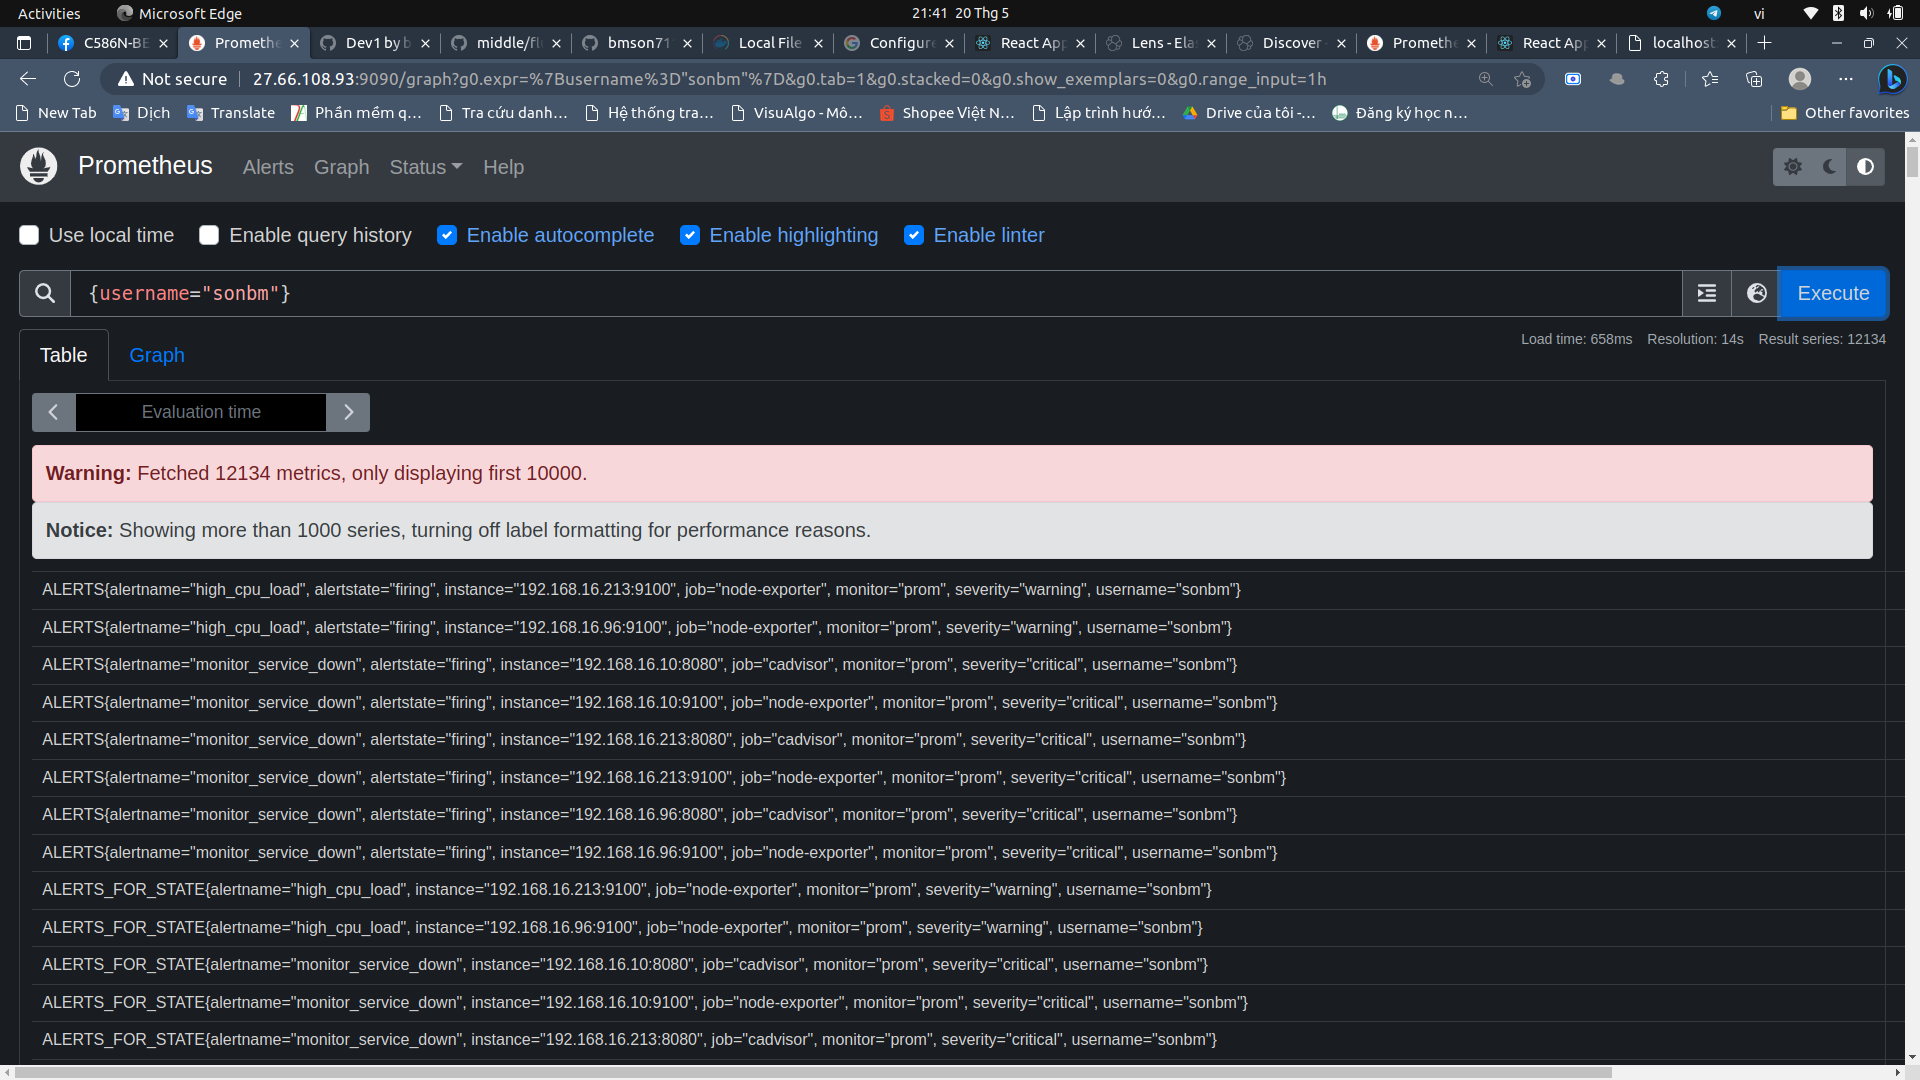 Activities Microsoft Edge 21:41 20 Thg 5 vi
C586N-BE Promethe Dev1 by b middle/fl bmson71 Local File Configure React App Lens - Ela Discover - Promethe React App localhost:
Not secure 27.66.108.93:9090/graph?g0.expr=%7Busername%3D"sonbm"%7D&g0.tab=1&g0.stacked=0&g0.show_exemplars=0&g0.range_input=1h
New Tab Dịch Translate Phần mềm q... Tra cứu danh... Hệ thống tra... VisuAlgo - Mô... Shopee Việt N... Lập trình hướ... Drive của tôi -... Đăng ký học n... Other favorites
Prometheus Alerts Graph Status Help
Use local time Enable query history Enable autocomplete Enable highlighting Enable linter
{username="sonbm"} Execute
Table Graph Load time: 658ms Resolution: 14s Result series: 12134
Evaluation time
Warning: Fetched 12134 metrics, only displaying first 10000.
Notice: Showing more than 1000 series, turning off label formatting for performance reasons.
ALERTS{alertname="high_cpu_load", alertstate="firing", instance="192.168.16.213:9100", job="node-exporter", monitor="prom", severity="warning", username="sonbm"}
ALERTS{alertname="high_cpu_load", alertstate="firing", instance="192.168.16.96:9100", job="node-exporter", monitor="prom", severity="warning", username="sonbm"}
ALERTS{alertname="monitor_service_down", alertstate="firing", instance="192.168.16.10:8080", job="cadvisor", monitor="prom", severity="critical", username="sonbm"}
ALERTS{alertname="monitor_service_down", alertstate="firing", instance="192.168.16.10:9100", job="node-exporter", monitor="prom", severity="critical", username="sonbm"}
ALERTS{alertname="monitor_service_down", alertstate="firing", instance="192.168.16.213:8080", job="cadvisor", monitor="prom", severity="critical", username="sonbm"}
ALERTS{alertname="monitor_service_down", alertstate="firing", instance="192.168.16.213:9100", job="node-exporter", monitor="prom", severity="critical", username="sonbm"}
ALERTS{alertname="monitor_service_down", alertstate="firing", instance="192.168.16.96:8080", job="cadvisor", monitor="prom", severity="critical", username="sonbm"}
ALERTS{alertname="monitor_service_down", alertstate="firing", instance="192.168.16.96:9100", job="node-exporter", monitor="prom", severity="critical", username="sonbm"}
ALERTS_FOR_STATE{alertname="high_cpu_load", instance="192.168.16.213:9100", job="node-exporter", monitor="prom", severity="warning", username="sonbm"}
ALERTS_FOR_STATE{alertname="high_cpu_load", instance="192.168.16.96:9100", job="node-exporter", monitor="prom", severity="warning", username="sonbm"}
ALERTS_FOR_STATE{alertname="monitor_service_down", instance="192.168.16.10:8080", job="cadvisor", monitor="prom", severity="critical", username="sonbm"}
ALERTS_FOR_STATE{alertname="monitor_service_down", instance="192.168.16.10:9100", job="node-exporter", monitor="prom", severity="critical", username="sonbm"}
ALERTS_FOR_STATE{alertname="monitor_service_down", instance="192.168.16.213:8080", job="cadvisor", monitor="prom", severity="critical", username="sonbm"}